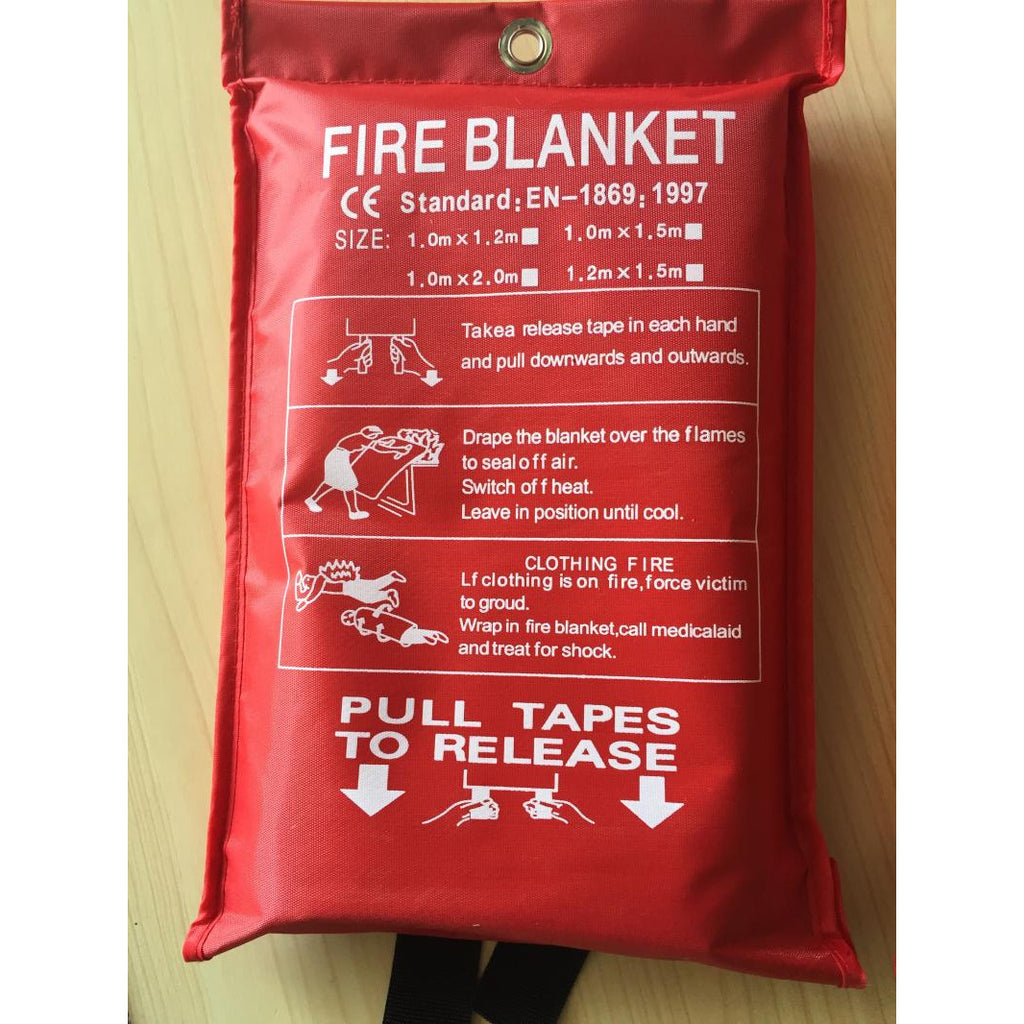 FIRE BLANKET
CE Standard:EN-1869:1997
SIZE: 1.0m×1.2m 1.0m×1.5m
1.0m×2.0m 1.2m×1.5m
Takea release tape in each hand
and pull downwards and outwards.
Drape the blanket over the flames
to seal off air.
Switch off heat.
Leave in position until cool.
CLOTHING FIRE
Lf clothing is on fire,force victim
to groud.
Wrap in fire blanket,call medicalaid
and treat for shock.
PULL TAPES
TO RELEASE